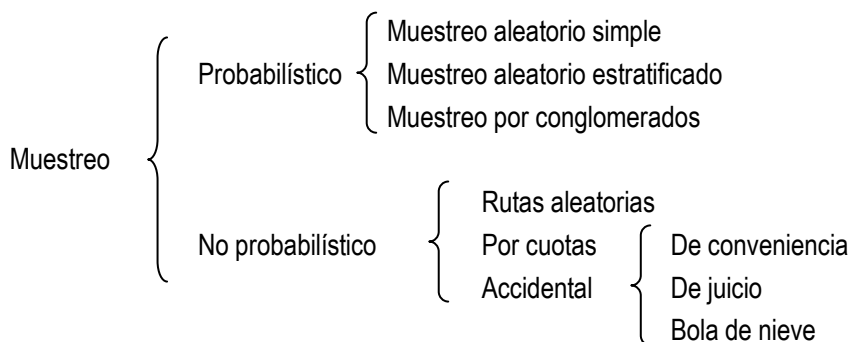 Muestreo
Probabilístico
Muestreo aleatorio simple
Muestreo aleatorio estratificado
Muestreo por conglomerados
No probabilístico
Rutas aleatorias
Por cuotas
Accidental
De conveniencia
De juicio
Bola de nieve